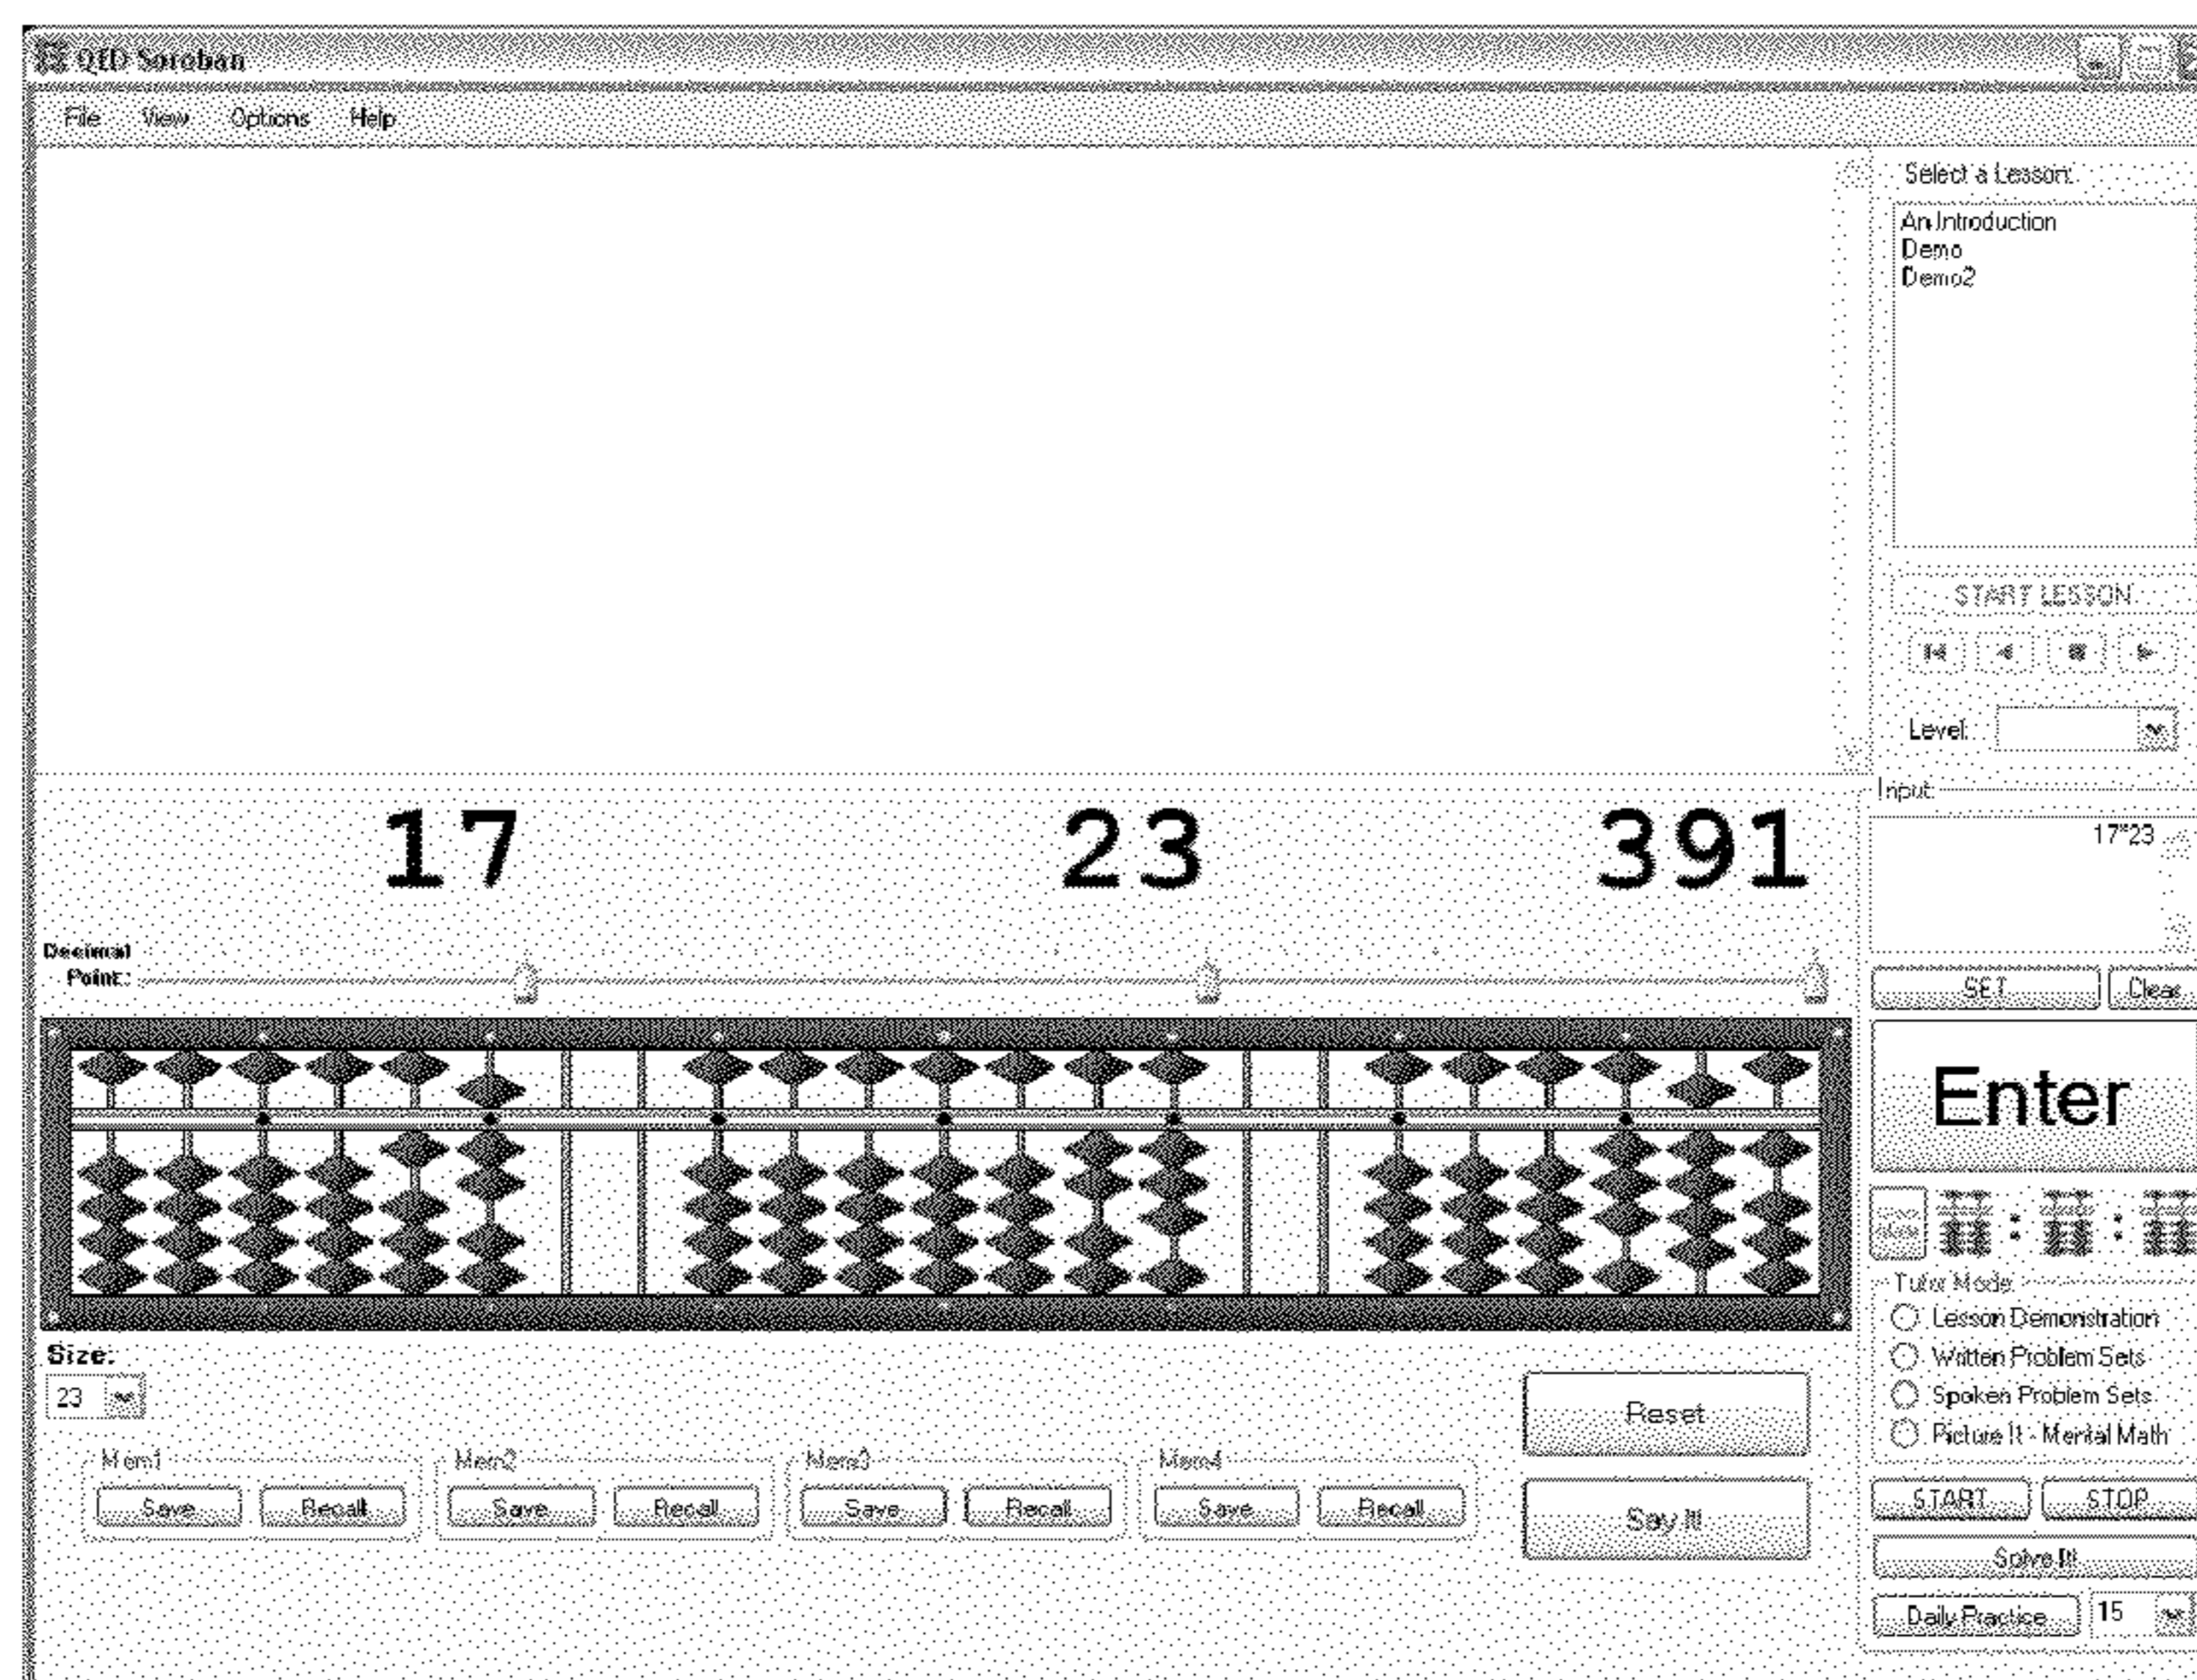 QfD Soroban
File View Options Help
Select a Lesson:
An Introduction
Demo
Demo2
START LESSON
Level:
17 23 391
Input:
17*23
Decimal
Point:
SET Clear
Enter
Tutor Mode:
Lesson Demonstration
Written Problem Sets
Spoken Problem Sets
Picture It - Mental Math
Size:
23
Reset
Mem1 Mem2 Mem3 Mem4
Save Recall Save Recall Save Recall Save Recall
Say It!
START STOP
Solve It!
Daily Practice 15